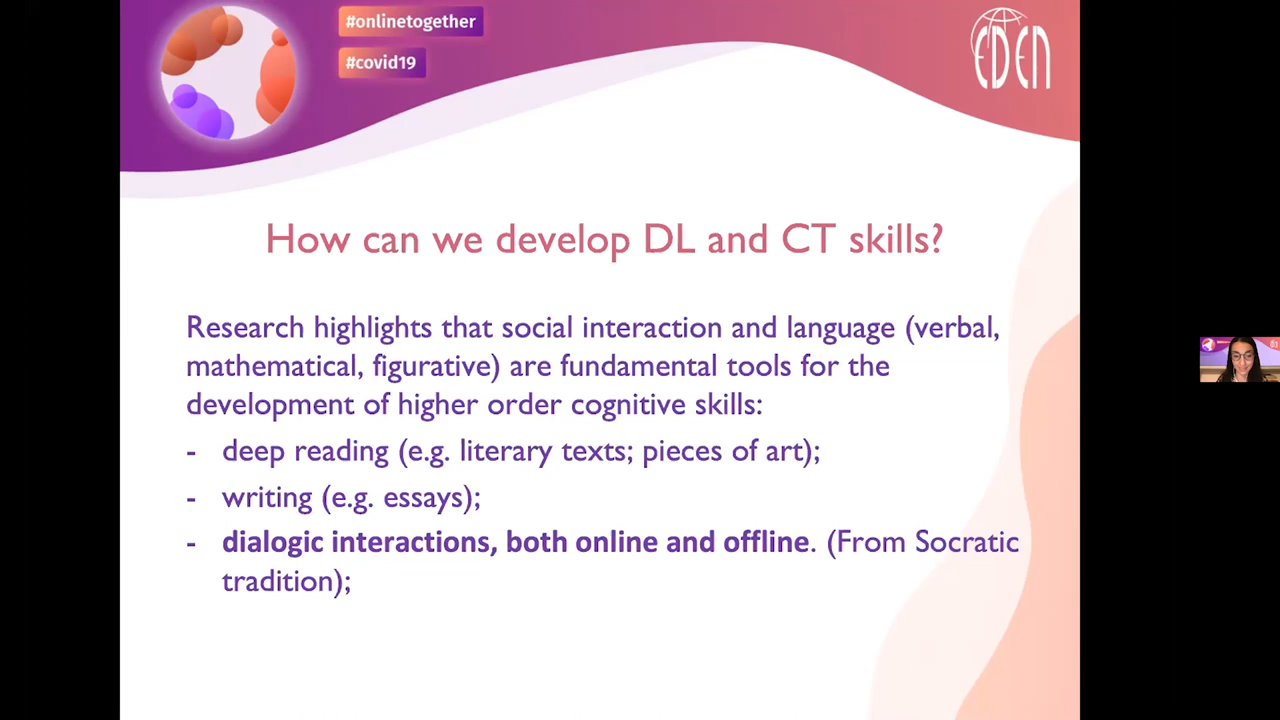 #onlinetogether
#covid19
EDEN
How can we develop DL and CT skills?
Research highlights that social interaction and language (verbal,
mathematical, figurative) are fundamental tools for the
development of higher order cognitive skills:
- deep reading (e.g. literary texts; pieces of art);
- writing (e.g. essays);
- dialogic interactions, both online and offline. (From Socratic
tradition);